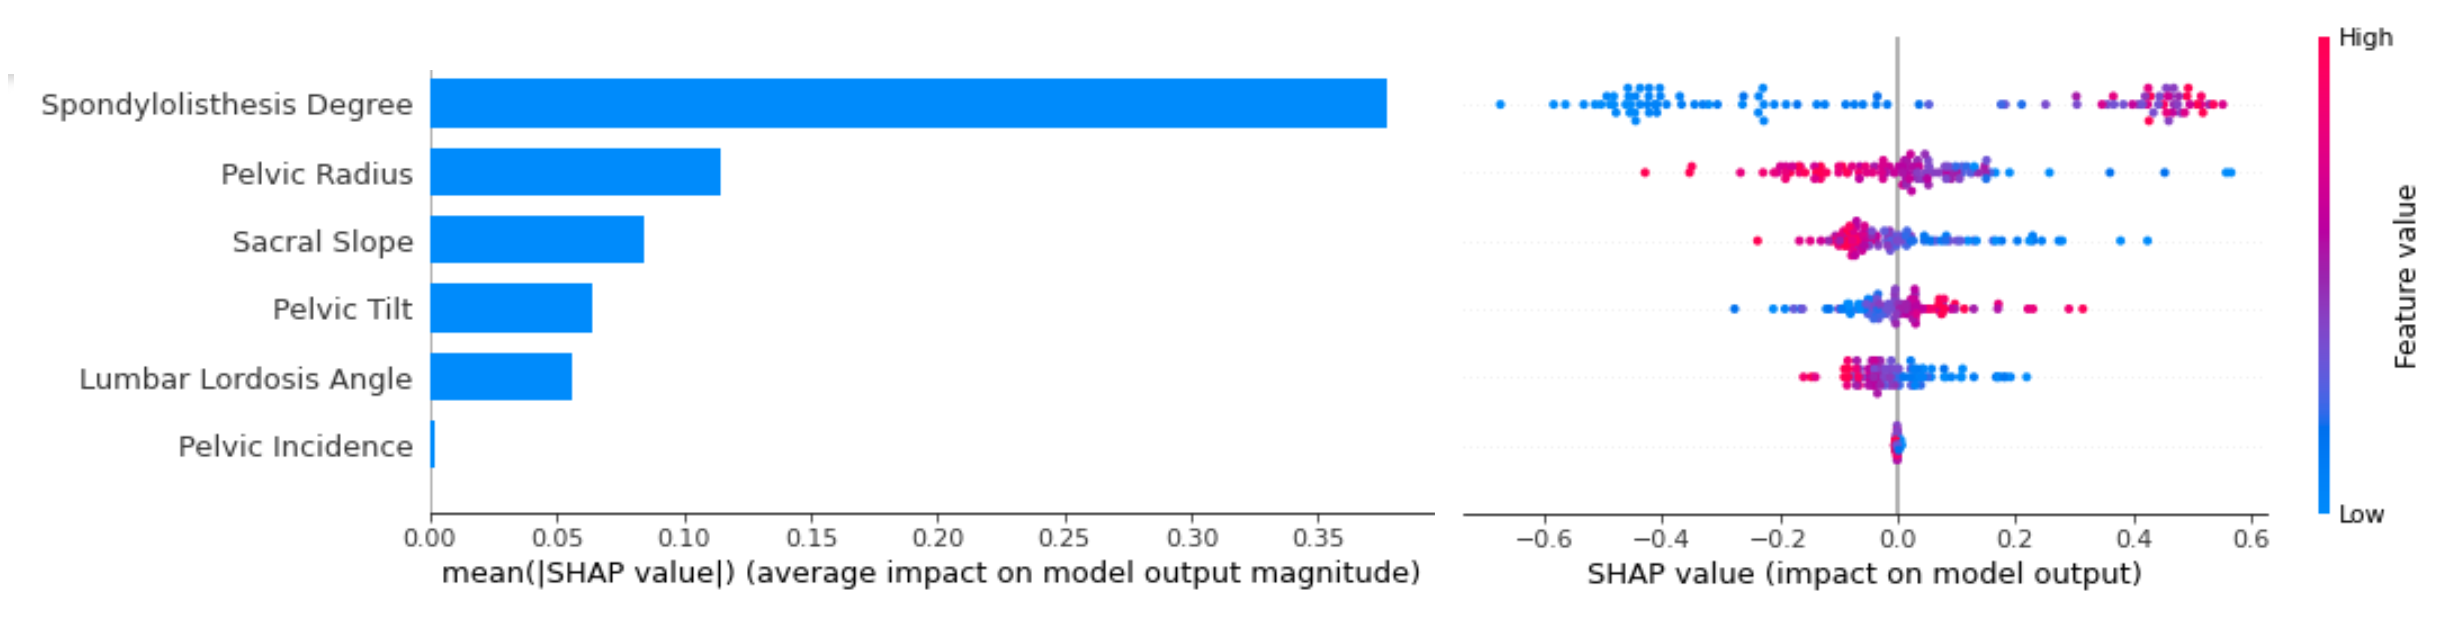 Spondylolisthesis Degree
Pelvic Radius
Sacral Slope
Pelvic Tilt
Lumbar Lordosis Angle
Pelvic Incidence
0.00 0.05 0.10 0.15 0.20 0.25 0.30 0.35
mean(|SHAP value|) (average impact on model output magnitude)
−0.6 −0.4 −0.2 0.0 0.2 0.4 0.6
SHAP value (impact on model output)
High
Feature value
Low